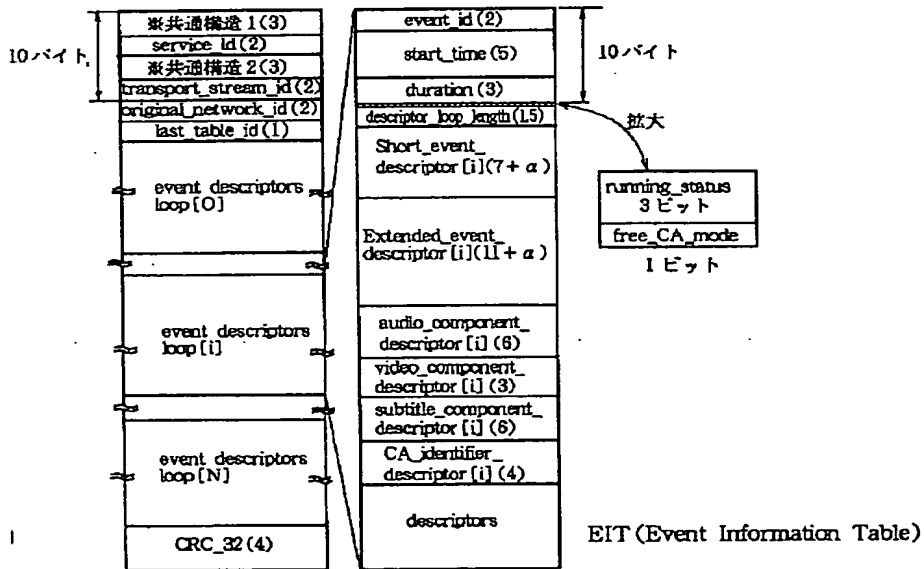 10バイト
※共通構造1(3)
service_id(2)
※共通構造2(3)
transport_stream_id(2)
original_network_id(2)
last_table_id(1)
event descriptors
loop[0]
event descriptors
loop[i]
event descriptors
loop[N]
CRC_32(4)
event_id(2)
start_time(5)
duration(3)
descriptor_loop_length(1.5)
Short_event_
descriptor[i](7+α)
Extended_event_
descriptor[i](11+α)
audio_component_
descriptor[i](6)
video_component_
descriptor[i](3)
subtitle_component_
descriptor[i](6)
CA_identifier_
descriptor[i](4)
descriptors
10バイト
拡大
running_status
3ビット
free_CA_mode
1ビット
EIT(Event Information Table)